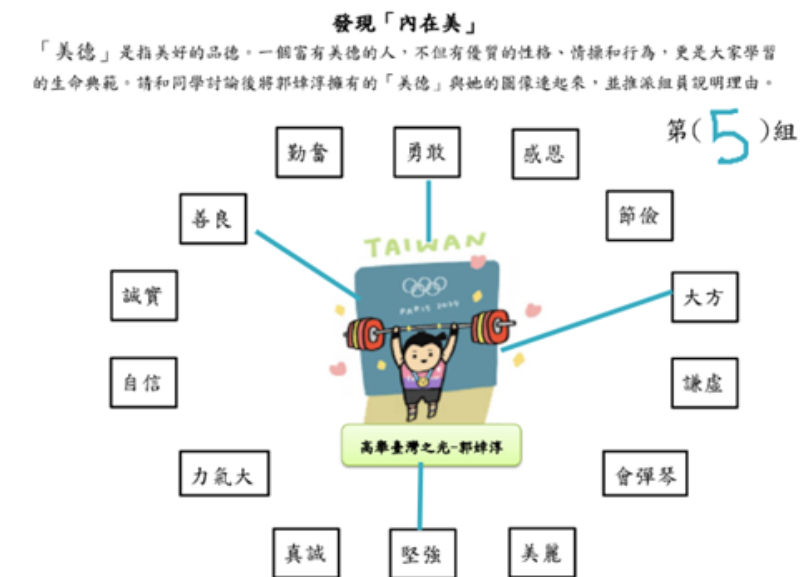 發現「內在美」
「美德」是指美好的品德。一個富有美德的人，不但有優質的性格、情操和行為，更是大家學習
的生命典範。請和同學討論後將郭婞淳擁有的「美德」與她的圖像連起來，並推派組員說明理由。
第(5)組
勤奮
勇敢
感恩
善良
節儉
TAIWAN
誠實
PARIS 2024
大方
自信
謙虛
高舉臺灣之光-郭婞淳
力氣大
會彈琴
真誠
堅強
美麗